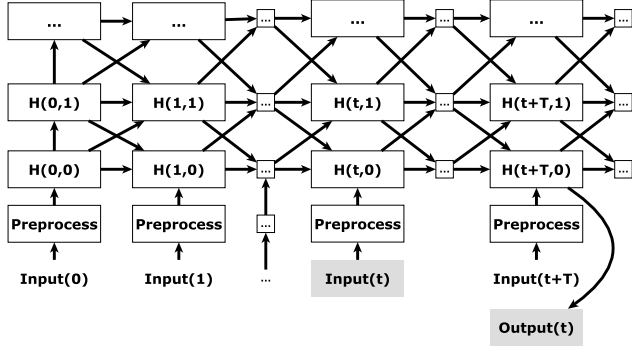 ... ... ... ... ... ... ...
H(0,1) H(1,1) ... H(t,1) ... H(t+T,1) ...
H(0,0) H(1,0) ... H(t,0) ... H(t+T,0) ...
Preprocess Preprocess ... Preprocess Preprocess
Input(0) Input(1) ... Input(t) Input(t+T)
Output(t)